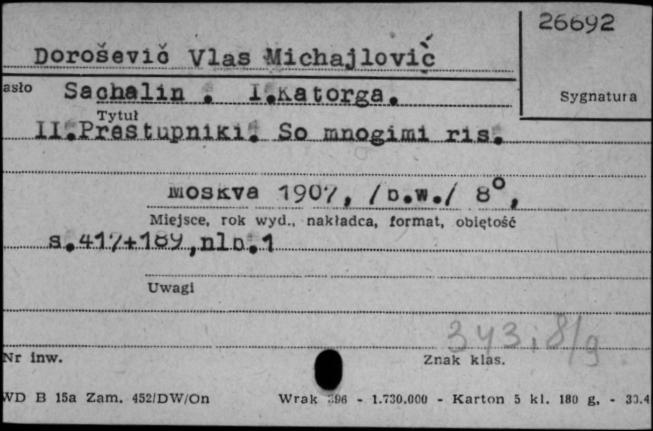 26692
Doroševič Vlas Michajlovič
asło
Sachalin . I.Katorga.
Sygnatura
Tytuł
II.Prestupniki. So mnogimi ris.
Moskva 1907, /b.w./ 8°,
Miejsce, rok wyd., nakładca, format, objętość
s.417+189,nlb.1
Uwagi
343,8/9
Nr inw.
Znak klas.
WD B 15a Zam. 452/DW/On
Wrak 396 - 1.730.000 - Karton 5 kl. 180 g. - 30.4